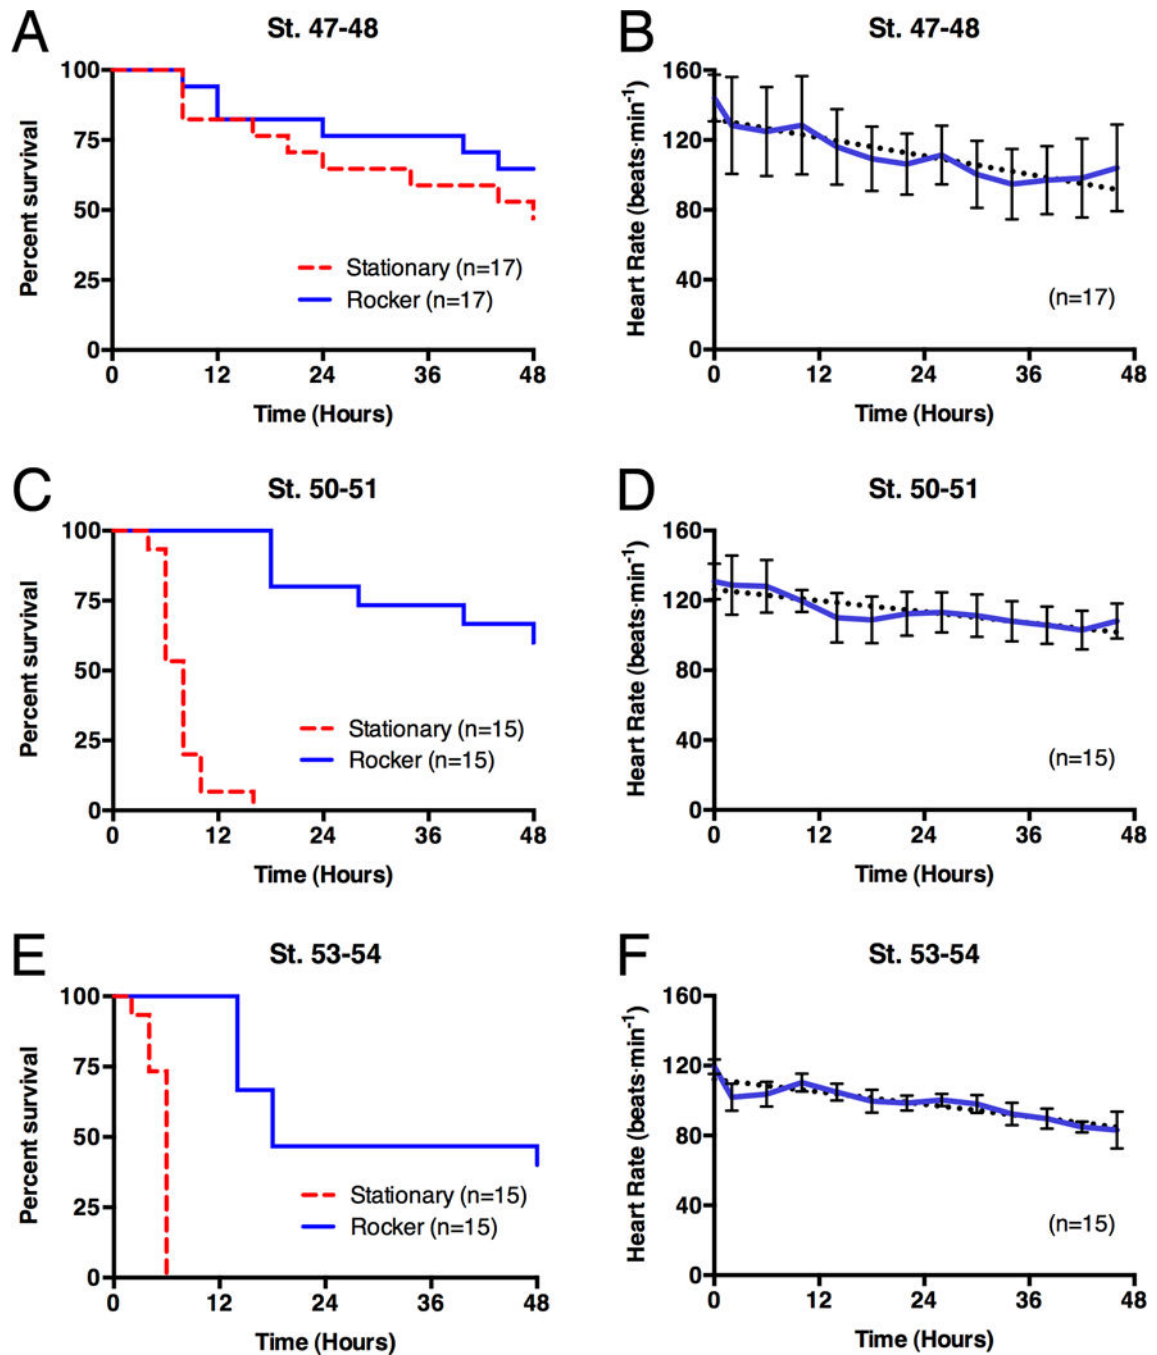 A
St. 47-48
100
75
50
25
0
Percent survival
Stationary (n=17)
Rocker (n=17)
0 12 24 36 48
Time (Hours)
B
St. 47-48
160
120
80
40
0
Heart Rate (beats·min⁻¹)
(n=17)
0 12 24 36 48
Time (Hours)
C
St. 50-51
100
75
50
25
0
Percent survival
Stationary (n=15)
Rocker (n=15)
0 12 24 36 48
Time (Hours)
D
St. 50-51
160
120
80
40
0
Heart Rate (beats·min⁻¹)
(n=15)
0 12 24 36 48
Time (Hours)
E
St. 53-54
100
75
50
25
0
Percent survival
Stationary (n=15)
Rocker (n=15)
0 12 24 36 48
Time (Hours)
F
St. 53-54
160
120
80
40
0
Heart Rate (beats·min⁻¹)
(n=15)
0 12 24 36 48
Time (Hours)